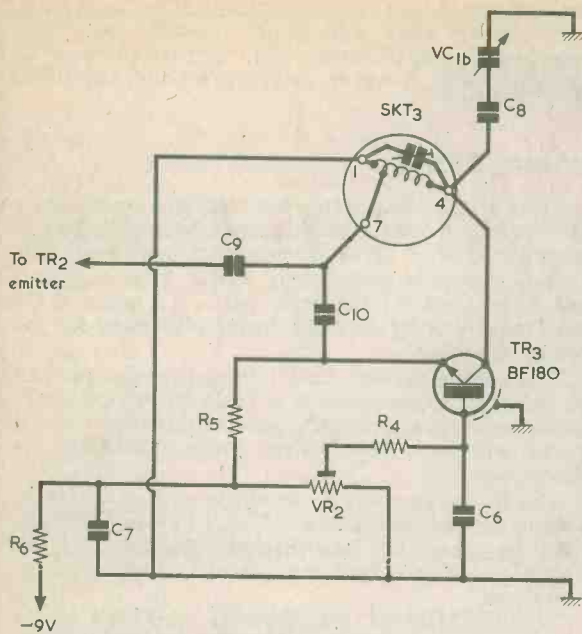 VC1b
C8
SKT3
1
4
7
C9
To TR2
emitter
C10
TR3
BF180
R5
R4
VR2
C6
C7
R6
-9V